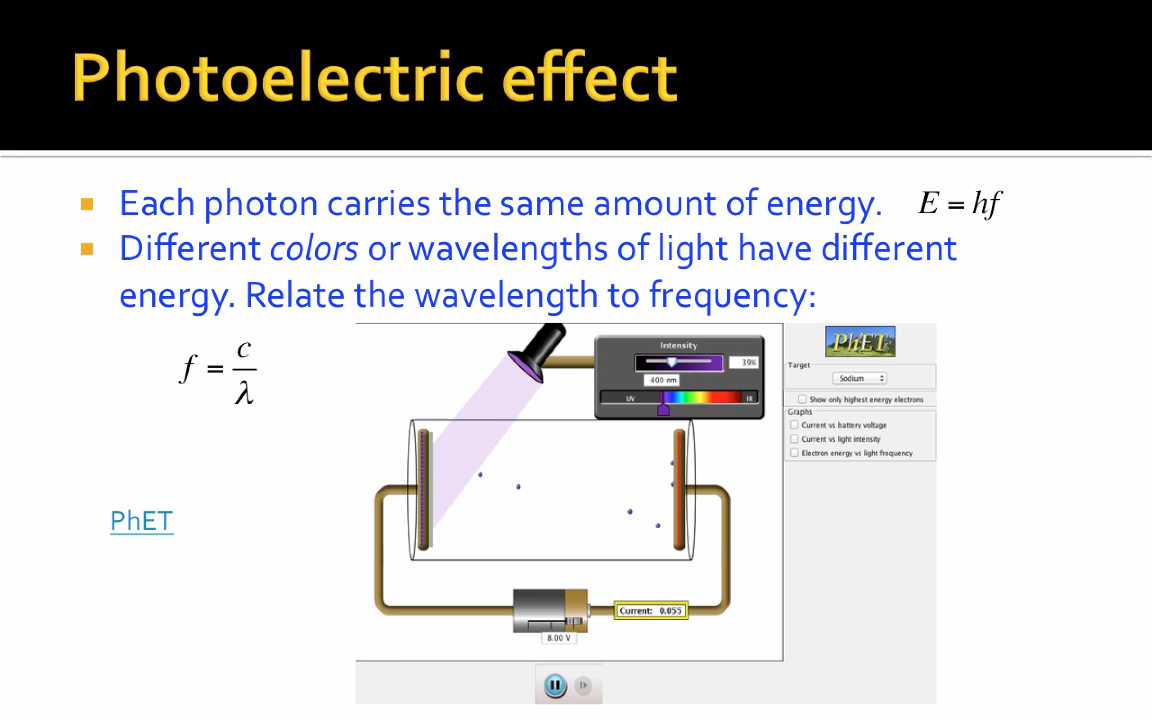 Photoelectric effect
Each photon carries the same amount of energy. E = hf
Different colors or wavelengths of light have different
energy. Relate the wavelength to frequency:
f = c/λ
PhET
Intensity
39%
400 nm
UV
IR
PhET
Target
Sodium
Show only highest energy electrons
Graphs
Current vs battery voltage
Current vs light intensity
Electron energy vs light frequency
Current: 0.055
8.00 V